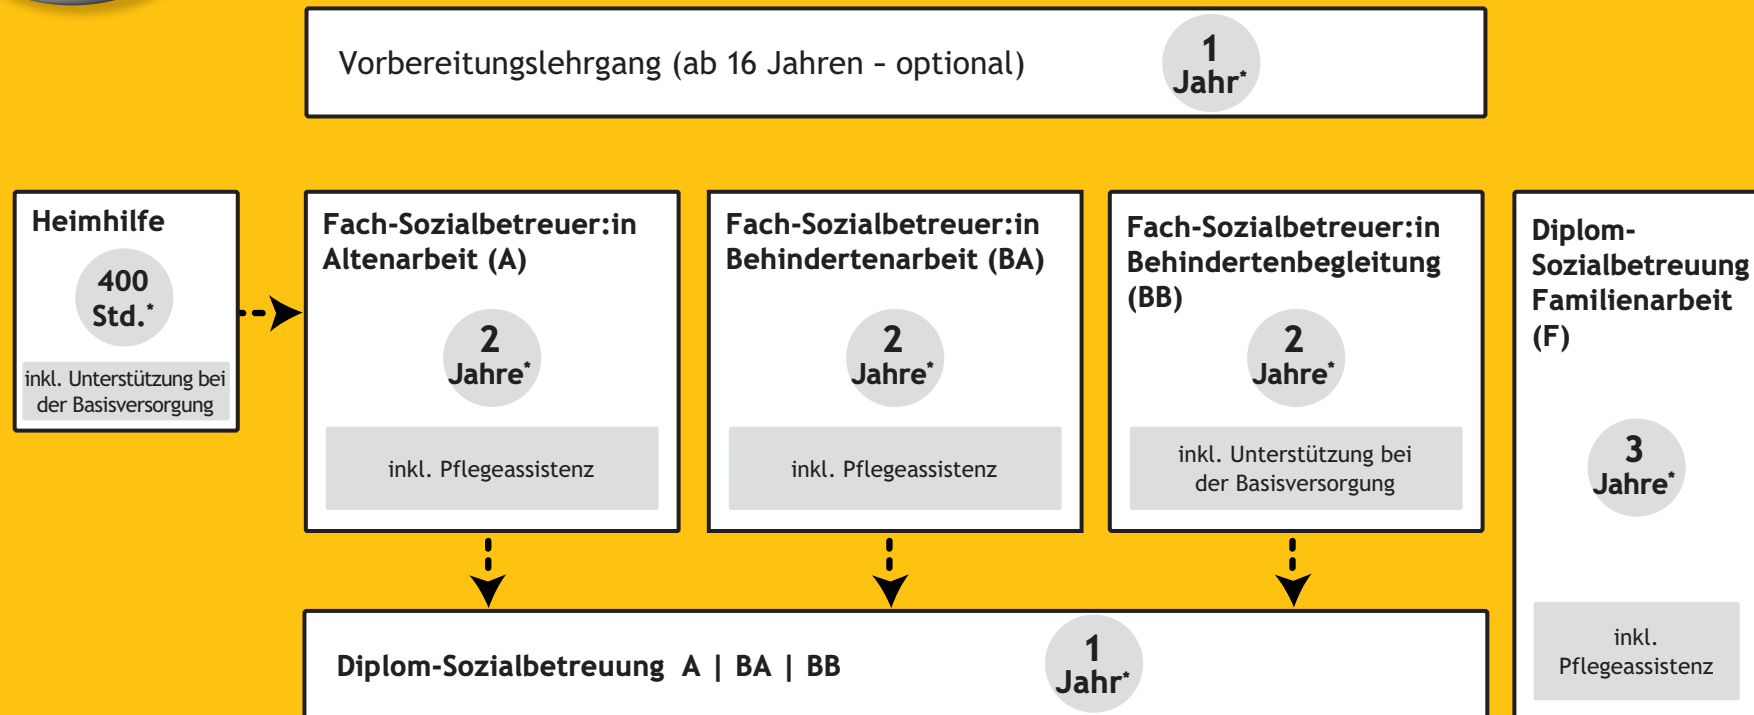 Vorbereitungslehrgang (ab 16 Jahren – optional)
1
Jahr*
Heimhilfe
400
Std.*
inkl. Unterstützung bei
der Basisversorgung
Fach-Sozialbetreuer:in
Altenarbeit (A)
2
Jahre*
inkl. Pflegeassistenz
Fach-Sozialbetreuer:in
Behindertenarbeit (BA)
2
Jahre*
inkl. Pflegeassistenz
Fach-Sozialbetreuer:in
Behindertenbegleitung
(BB)
2
Jahre*
inkl. Unterstützung bei
der Basisversorgung
Diplom-
Sozialbetreuung
Familienarbeit
(F)
3
Jahre*
inkl.
Pflegeassistenz
Diplom-Sozialbetreuung A | BA | BB
1
Jahr*